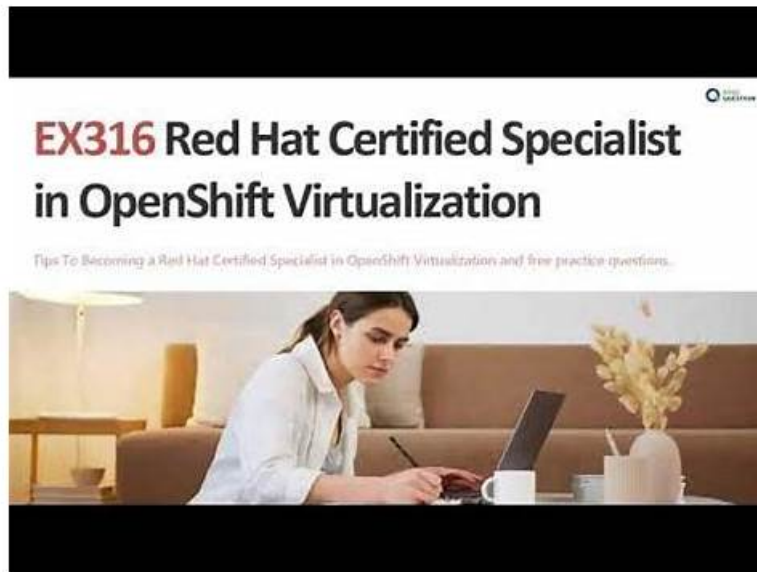 QUESTION
EX316 Red Hat Certified Specialist
in OpenShift Virtualization
Tips To Becoming a Red Hat Certified Specialist in OpenShift Virtualization and free practice questions.